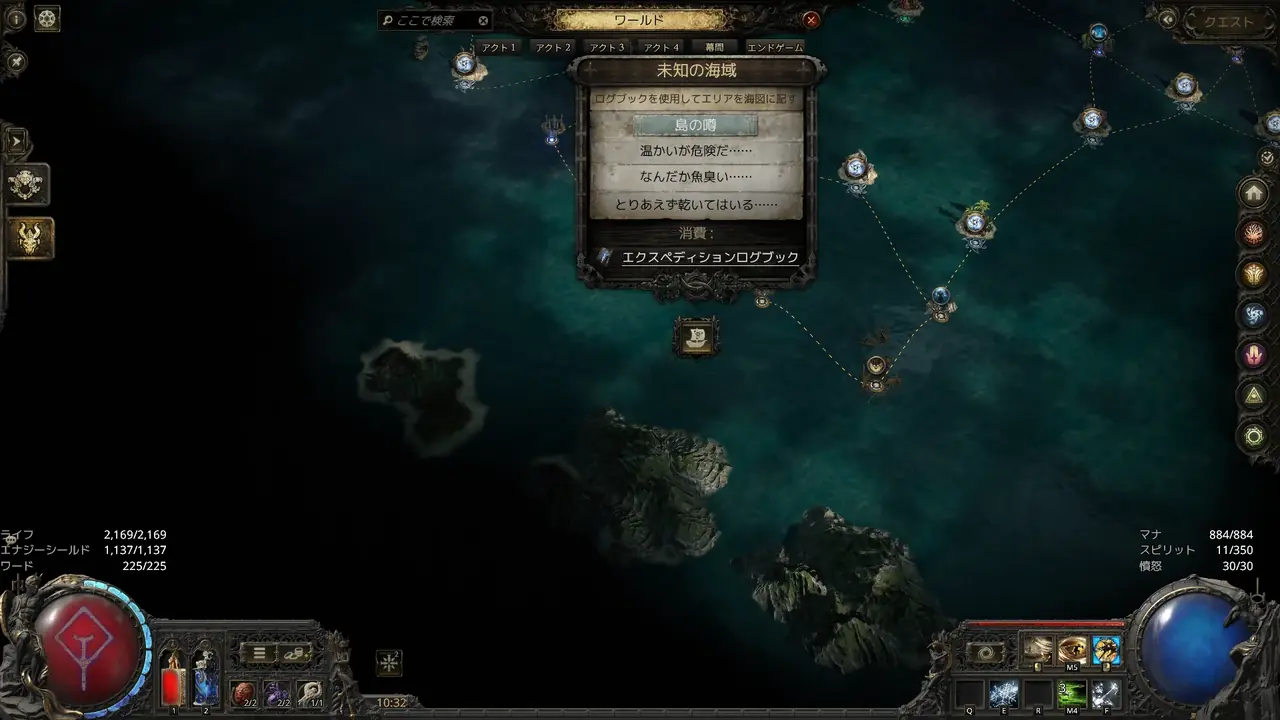 ここで検索
ワールド
クエスト
アクト 1
アクト 2
アクト 3
アクト 4
幕間
エンドゲーム
未知の海域
ログブックを使用してエリアを海図に配す
島の噂
温かいが危険だ……
なんだか魚臭い……
とりあえず乾いてはいる……
消費:
エクスペディションログブック
ライフ 2,169/2,169
エナジーシールド 1,137/1,137
ワード 225/225
マナ 884/884
スピリット 11/350
憤怒 30/30
1
2
2/2
2/2
1/1
2
10:32
M5
3
Q
E
R
M4
F